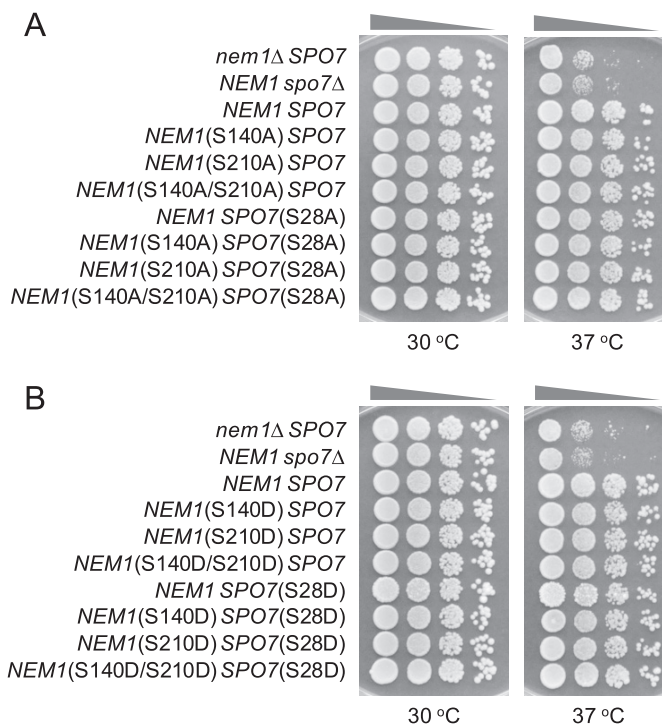 A
nem1Δ SPO7
NEM1 spo7Δ
NEM1 SPO7
NEM1(S140A) SPO7
NEM1(S210A) SPO7
NEM1(S140A/S210A) SPO7
NEM1 SPO7(S28A)
NEM1(S140A) SPO7(S28A)
NEM1(S210A) SPO7(S28A)
NEM1(S140A/S210A) SPO7(S28A)
30 °C 37 °C
B
nem1Δ SPO7
NEM1 spo7Δ
NEM1 SPO7
NEM1(S140D) SPO7
NEM1(S210D) SPO7
NEM1(S140D/S210D) SPO7
NEM1 SPO7(S28D)
NEM1(S140D) SPO7(S28D)
NEM1(S210D) SPO7(S28D)
NEM1(S140D/S210D) SPO7(S28D)
30 °C 37 °C